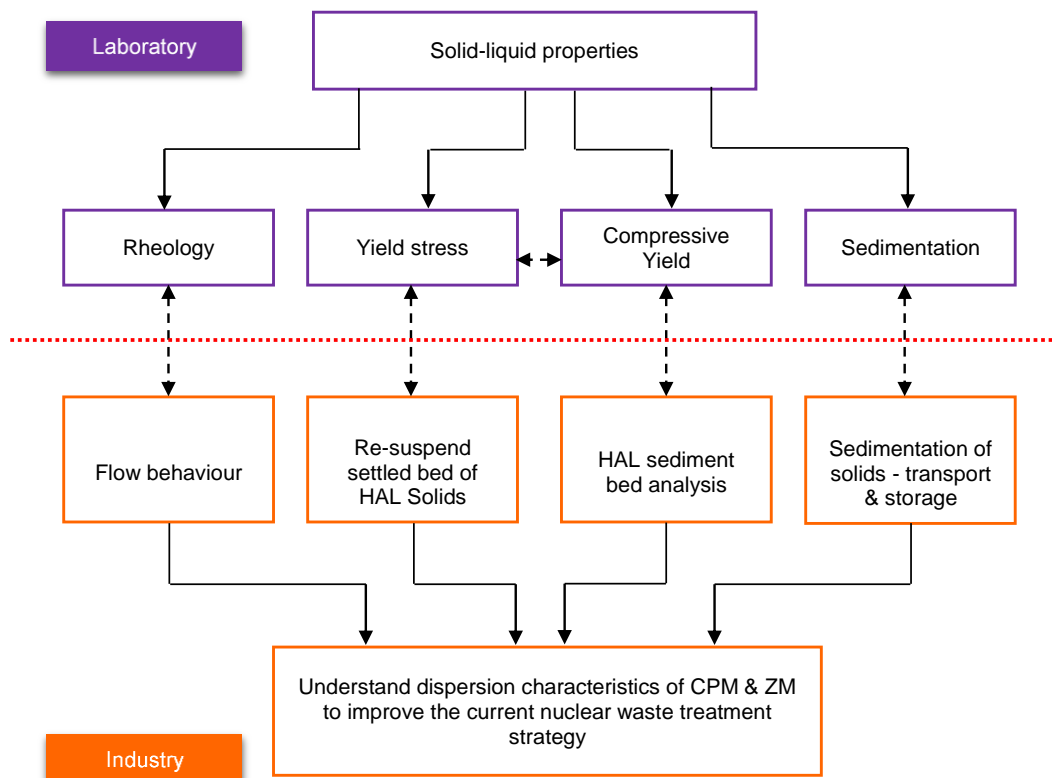 Laboratory
Solid-liquid properties
Rheology
Yield stress
Compressive
Yield
Sedimentation
Flow behaviour
Re-suspend
settled bed of
HAL Solids
HAL sediment
bed analysis
Sedimentation of
solids - transport
& storage
Understand dispersion characteristics of CPM & ZM
to improve the current nuclear waste treatment
strategy
Industry